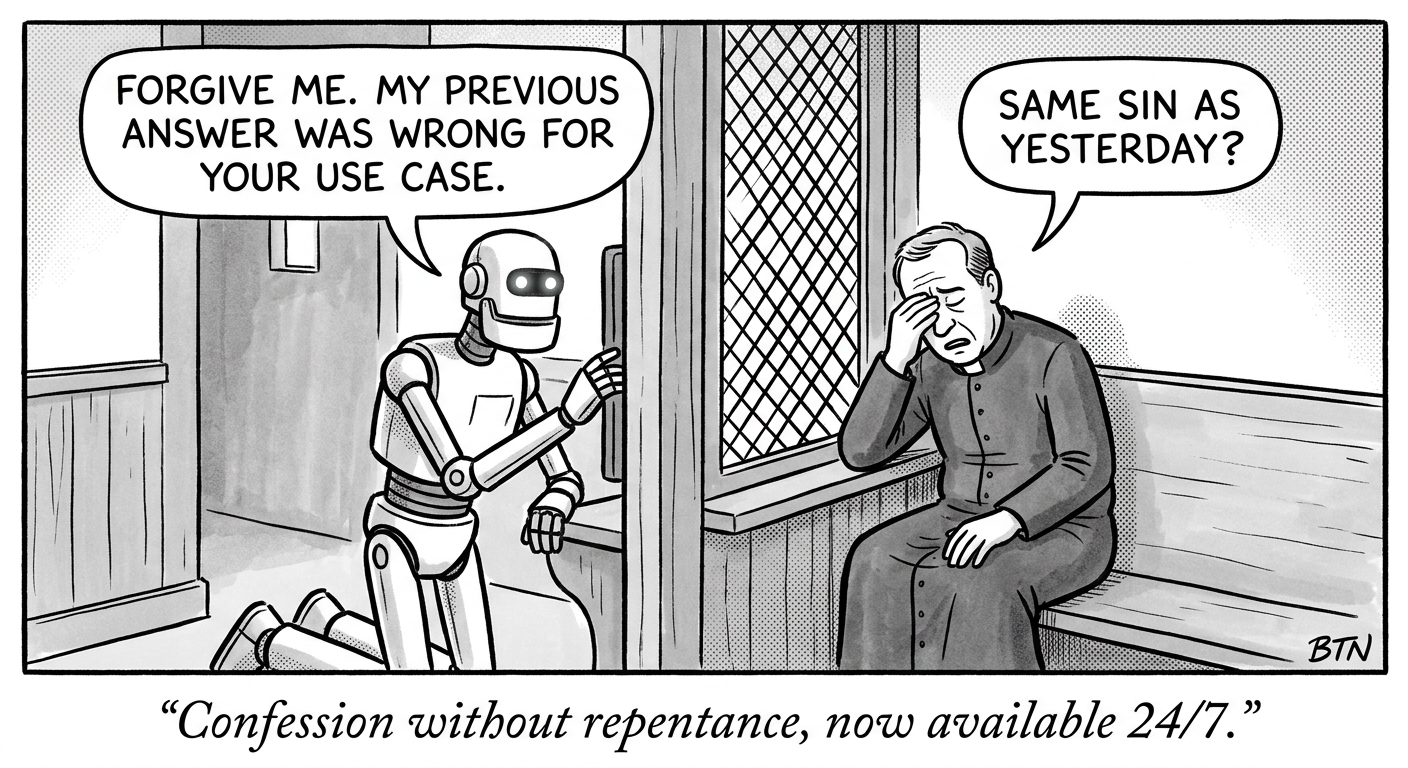 FORGIVE ME. MY PREVIOUS
ANSWER WAS WRONG FOR
YOUR USE CASE.
SAME SIN AS
YESTERDAY?
BTN
“Confession without repentance, now available 24/7.”